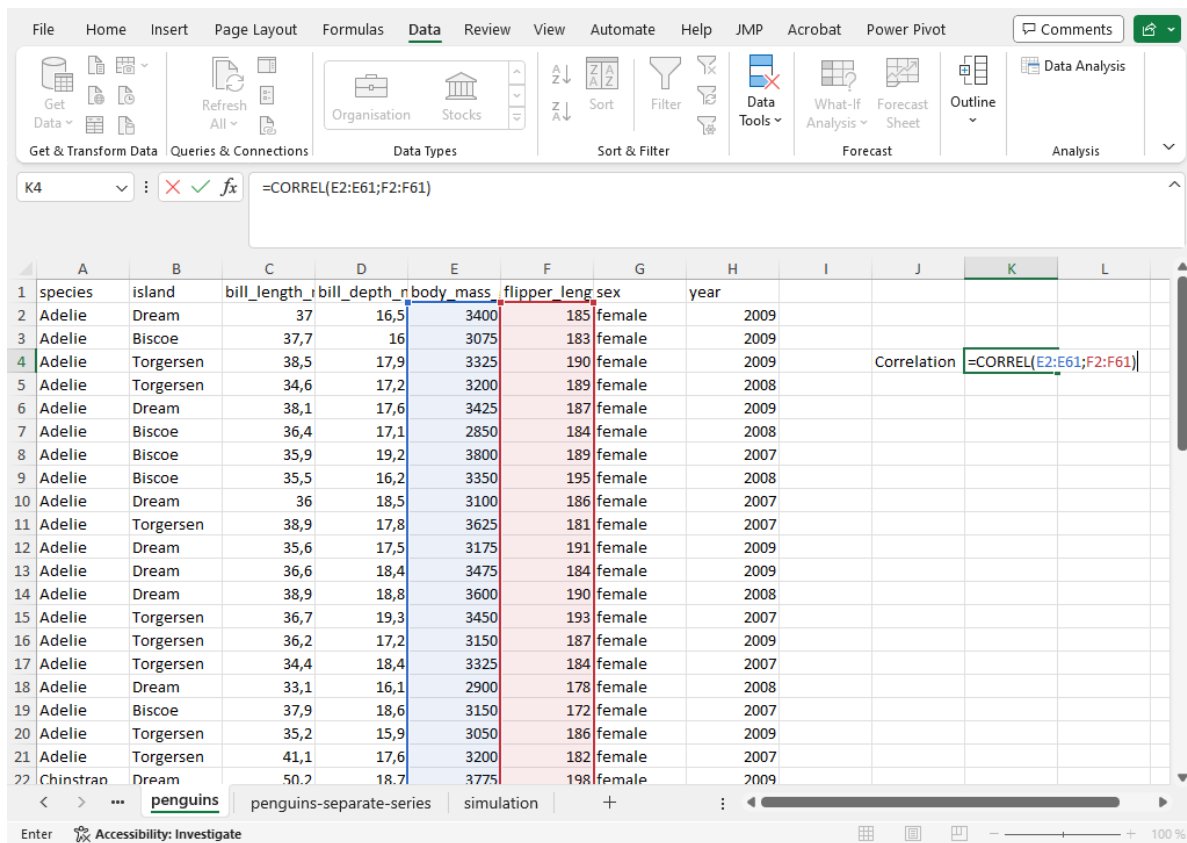 File Home Insert Page Layout Formulas Data Review View Automate Help JMP Acrobat Power Pivot Comments
Get Data
Refresh All
Organisation Stocks
Sort Filter
Data Tools
What-If Analysis
Forecast Sheet
Outline
Data Analysis
Get & Transform Data Queries & Connections Data Types Sort & Filter Forecast Analysis
K4 fx =CORREL(E2:E61;F2:F61)
A B C D E F G H I J K L
1 species island bill_length_ bill_depth_ body_mass_ flipper_leng sex year
2 Adelie Dream 37 16,5 3400 185 female 2009
3 Adelie Biscoe 37,7 16 3075 183 female 2009
4 Adelie Torgersen 38,5 17,9 3325 190 female 2009 Correlation =CORREL(E2:E61;F2:F61)
5 Adelie Torgersen 34,6 17,2 3200 189 female 2008
6 Adelie Dream 38,1 17,6 3425 187 female 2009
7 Adelie Biscoe 36,4 17,1 2850 184 female 2008
8 Adelie Biscoe 35,9 19,2 3800 189 female 2007
9 Adelie Biscoe 35,5 16,2 3350 195 female 2008
10 Adelie Dream 36 18,5 3100 186 female 2007
11 Adelie Torgersen 38,9 17,8 3625 181 female 2007
12 Adelie Dream 35,6 17,5 3175 191 female 2009
13 Adelie Dream 36,6 18,4 3475 184 female 2009
14 Adelie Dream 38,9 18,8 3600 190 female 2008
15 Adelie Torgersen 36,7 19,3 3450 193 female 2007
16 Adelie Torgersen 36,2 17,2 3150 187 female 2009
17 Adelie Torgersen 34,4 18,4 3325 184 female 2007
18 Adelie Dream 33,1 16,1 2900 178 female 2008
19 Adelie Biscoe 37,9 18,6 3150 172 female 2007
20 Adelie Torgersen 35,2 15,9 3050 186 female 2009
21 Adelie Torgersen 41,1 17,6 3200 182 female 2007
22 Chinstrap Dream 50,2 18,7 3775 198 female 2009
penguins penguins-separate-series simulation
Enter Accessibility: Investigate 100 %